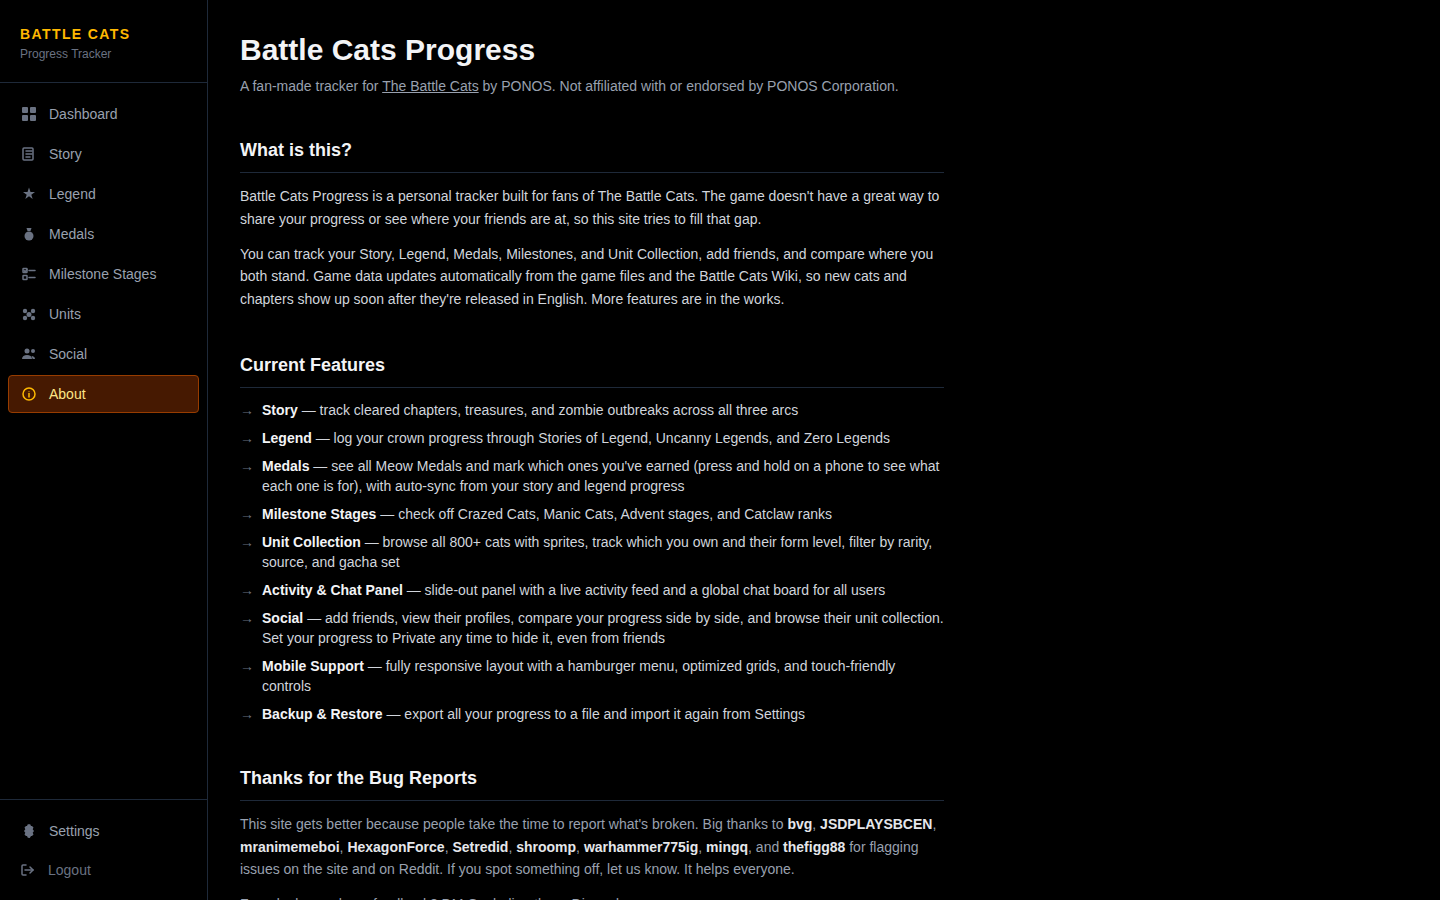 BATTLE CATS
Progress Tracker
Dashboard
Story
Legend
Medals
Milestone Stages
Units
Social
About
Settings
Logout
Battle Cats Progress
A fan-made tracker for The Battle Cats by PONOS. Not affiliated with or endorsed by PONOS Corporation.
What is this?
Battle Cats Progress is a personal tracker built for fans of The Battle Cats. The game doesn't have a great way to
share your progress or see where your friends are at, so this site tries to fill that gap.
You can track your Story, Legend, Medals, Milestones, and Unit Collection, add friends, and compare where you
both stand. Game data updates automatically from the game files and the Battle Cats Wiki, so new cats and
chapters show up soon after they're released in English. More features are in the works.
Current Features
→ Story — track cleared chapters, treasures, and zombie outbreaks across all three arcs
→ Legend — log your crown progress through Stories of Legend, Uncanny Legends, and Zero Legends
→ Medals — see all Meow Medals and mark which ones you've earned (press and hold on a phone to see what
each one is for), with auto-sync from your story and legend progress
→ Milestone Stages — check off Crazed Cats, Manic Cats, Advent stages, and Catclaw ranks
→ Unit Collection — browse all 800+ cats with sprites, track which you own and their form level, filter by rarity,
source, and gacha set
→ Activity & Chat Panel — slide-out panel with a live activity feed and a global chat board for all users
→ Social — add friends, view their profiles, compare your progress side by side, and browse their unit collection.
Set your progress to Private any time to hide it, even from friends
→ Mobile Support — fully responsive layout with a hamburger menu, optimized grids, and touch-friendly
controls
→ Backup & Restore — export all your progress to a file and import it again from Settings
Thanks for the Bug Reports
This site gets better because people take the time to report what's broken. Big thanks to bvg, JSDPLAYSBCEN,
mranimemeboi, HexagonForce, Setredid, shroomp, warhammer775ig, mingq, and thefigg88 for flagging
issues on the site and on Reddit. If you spot something off, let us know. It helps everyone.